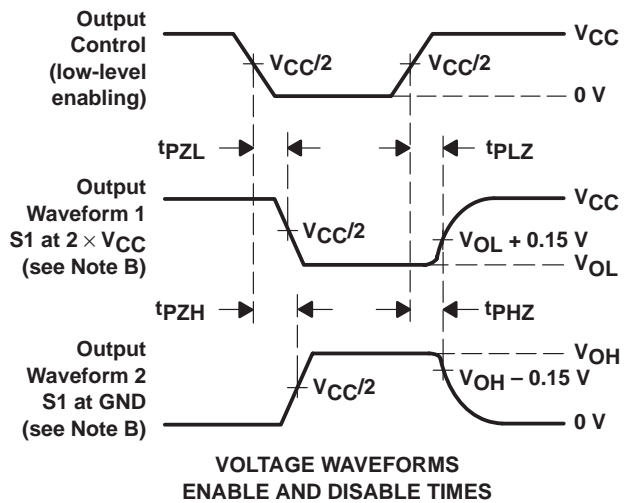 Output
Control
(low-level
enabling)
VCC
VCC/2
VCC/2
0 V
tPZL
tPLZ
Output
Waveform 1
S1 at 2 × VCC
(see Note B)
VCC
VCC/2
VOL + 0.15 V
VOL
tPZH
tPHZ
Output
Waveform 2
S1 at GND
(see Note B)
VOH
VCC/2
VOH − 0.15 V
0 V
VOLTAGE WAVEFORMS
ENABLE AND DISABLE TIMES